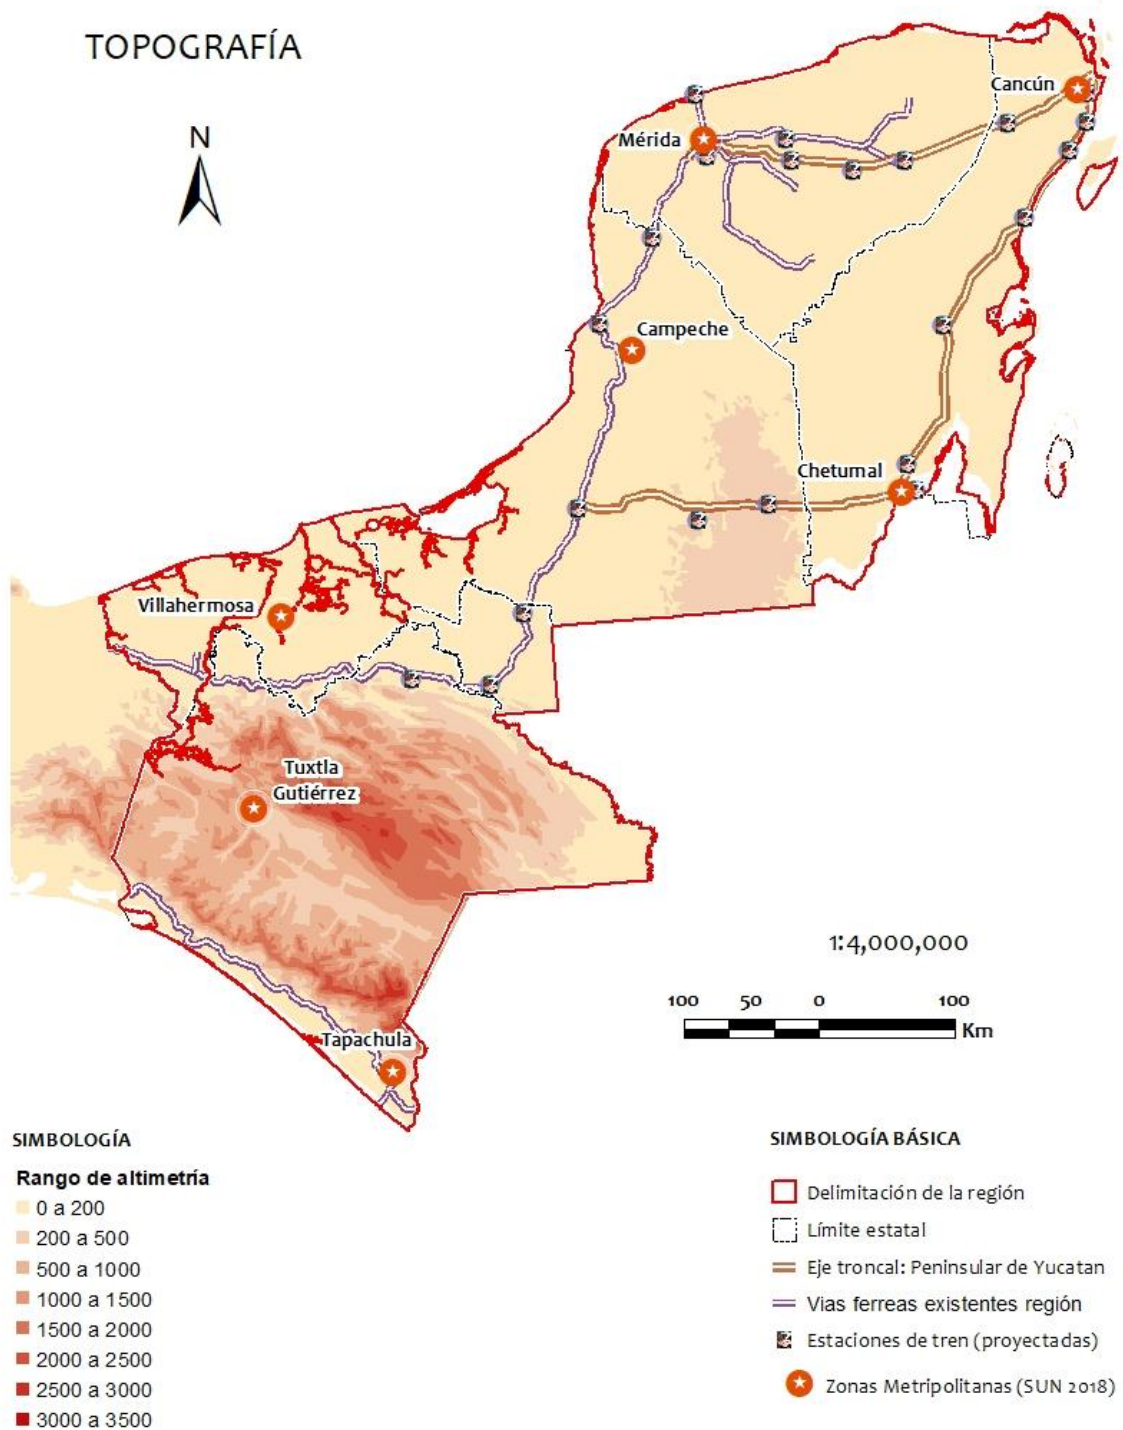 TOPOGRAFÍA
N
Cancún
Mérida
Campeche
Chetumal
Villahermosa
Tuxtla
Gutiérrez
1:4,000,000
100 50 0 100
Km
Tapachula
SIMBOLOGÍA
Rango de altimetría
0 a 200
200 a 500
500 a 1000
1000 a 1500
1500 a 2000
2000 a 2500
2500 a 3000
3000 a 3500
SIMBOLOGÍA BÁSICA
Delimitación de la región
Límite estatal
Eje troncal: Peninsular de Yucatan
Vias ferreas existentes región
Estaciones de tren (proyectadas)
Zonas Metripolitanas (SUN 2018)